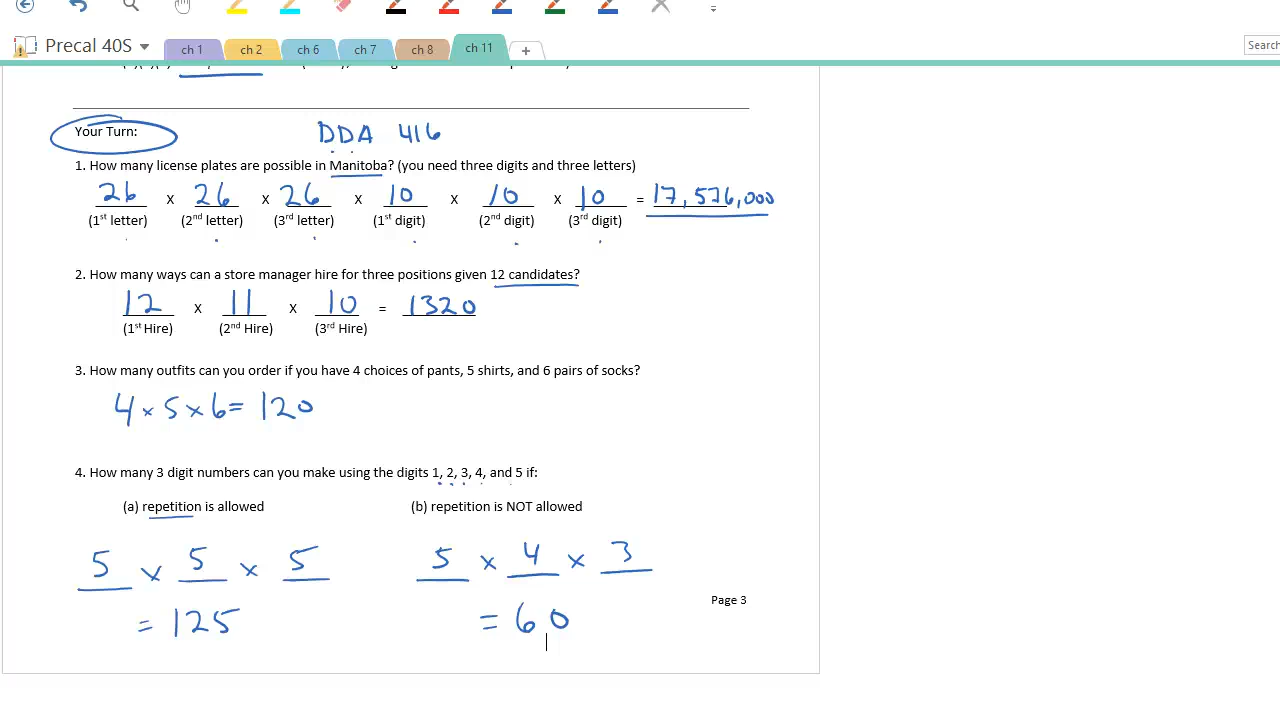 Precal 40S ch 1 ch 2 ch 6 ch 7 ch 8 ch 11 + Search
Your Turn: DDA 416
1. How many license plates are possible in Manitoba? (you need three digits and three letters)
26 x 26 x 26 x 10 x 10 x 10 = 17,576,000
(1st letter) (2nd letter) (3rd letter) (1st digit) (2nd digit) (3rd digit)
2. How many ways can a store manager hire for three positions given 12 candidates?
12 x 11 x 10 = 1320
(1st Hire) (2nd Hire) (3rd Hire)
3. How many outfits can you order if you have 4 choices of pants, 5 shirts, and 6 pairs of socks?
4 x 5 x 6 = 120
4. How many 3 digit numbers can you make using the digits 1, 2, 3, 4, and 5 if:
(a) repetition is allowed (b) repetition is NOT allowed
5 x 5 x 5 5 x 4 x 3
Page 3
= 125 = 60